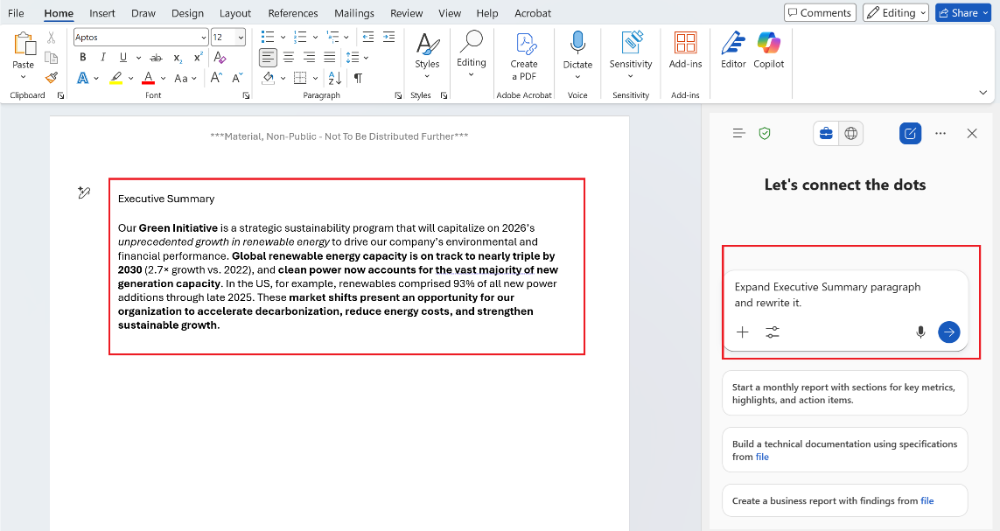 File Home Insert Draw Design Layout References Mailings Review View Help Acrobat Comments Editing Share
Aptos 12
B I U ab x₂ x² A
A A Aa A A
Paste
Clipboard
Font
Paragraph
Styles
Styles
Editing
Create
a PDF
Adobe Acrobat
Dictate
Voice
Sensitivity
Sensitivity
Add-ins
Add-ins
Editor
Copilot
***Material, Non-Public - Not To Be Distributed Further***
Executive Summary
Our Green Initiative is a strategic sustainability program that will capitalize on 2026's
unprecedented growth in renewable energy to drive our company's environmental and
financial performance. Global renewable energy capacity is on track to nearly triple by
2030 (2.7× growth vs. 2022), and clean power now accounts for the vast majority of new
generation capacity. In the US, for example, renewables comprised 93% of all new power
additions through late 2025. These market shifts present an opportunity for our
organization to accelerate decarbonization, reduce energy costs, and strengthen
sustainable growth.
Let's connect the dots
Expand Executive Summary paragraph
and rewrite it.
Start a monthly report with sections for key metrics,
highlights, and action items.
Build a technical documentation using specifications
from file
Create a business report with findings from file